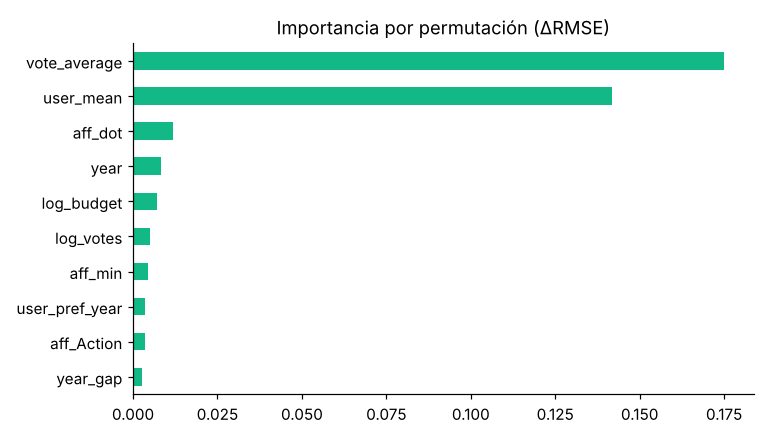 Importancia por permutación (ΔRMSE)
vote_average
user_mean
aff_dot
year
log_budget
log_votes
aff_min
user_pref_year
aff_Action
year_gap
0.000 0.025 0.050 0.075 0.100 0.125 0.150 0.175